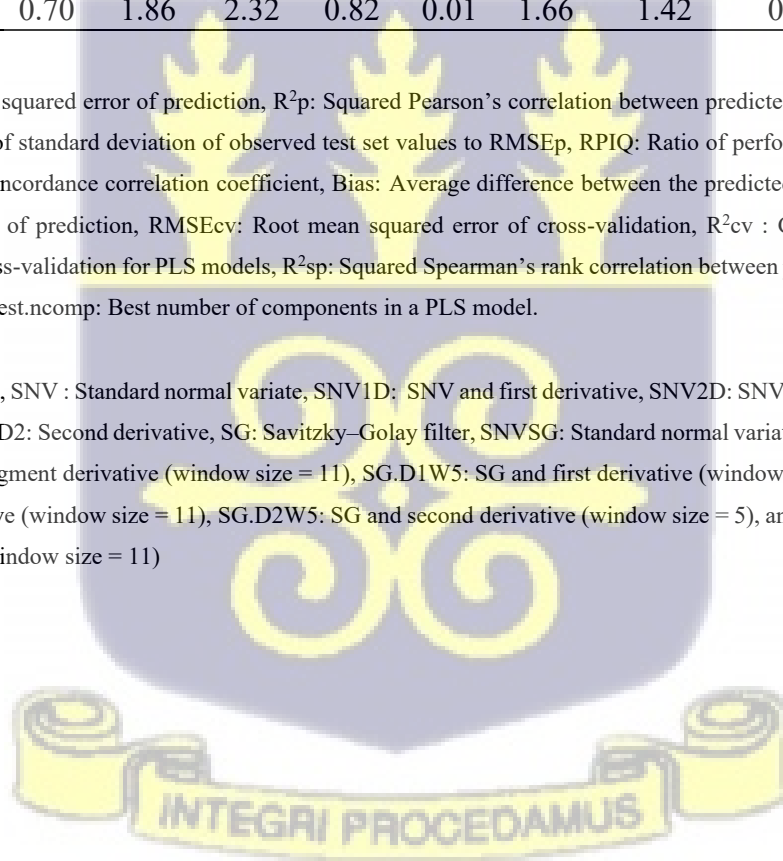 0.70 1.86 2.32 0.82 0.01 1.66 1.42 0
squared error of prediction, R²p: Squared Pearson’s correlation between predicte
of standard deviation of observed test set values to RMSEp, RPIQ: Ratio of perfo
ncordance correlation coefficient, Bias: Average difference between the predicte
of prediction, RMSEcv: Root mean squared error of cross-validation, R²cv : C
ss-validation for PLS models, R²sp: Squared Spearman’s rank correlation between
est.ncomp: Best number of components in a PLS model.
, SNV : Standard normal variate, SNV1D: SNV and first derivative, SNV2D: SNV
D2: Second derivative, SG: Savitzky–Golay filter, SNVSG: Standard normal variat
gment derivative (window size = 11), SG.D1W5: SG and first derivative (window
ve (window size = 11), SG.D2W5: SG and second derivative (window size = 5), an
indow size = 11)
INTEGRI PROCEDAMUS